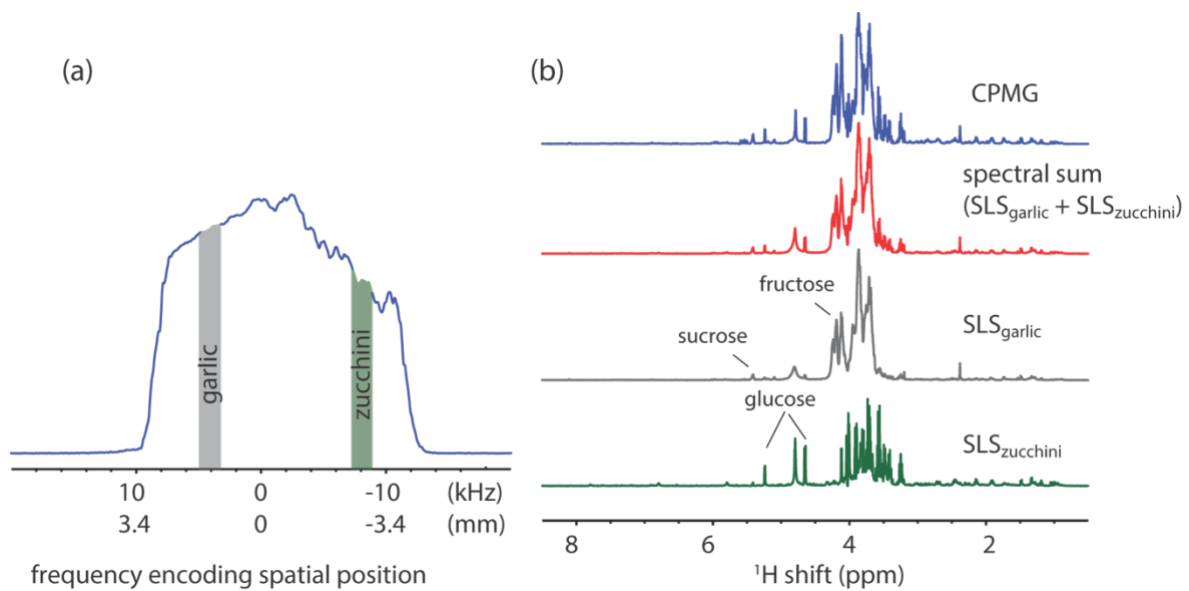 (a)
garlic
zucchini
10 0 -10 (kHz)
3.4 0 -3.4 (mm)
frequency encoding spatial position
(b)
CPMG
spectral sum
(SLSgarlic + SLSzucchini)
fructose
SLSgarlic
sucrose
glucose
SLSzucchini
8 6 4 2
¹H shift (ppm)